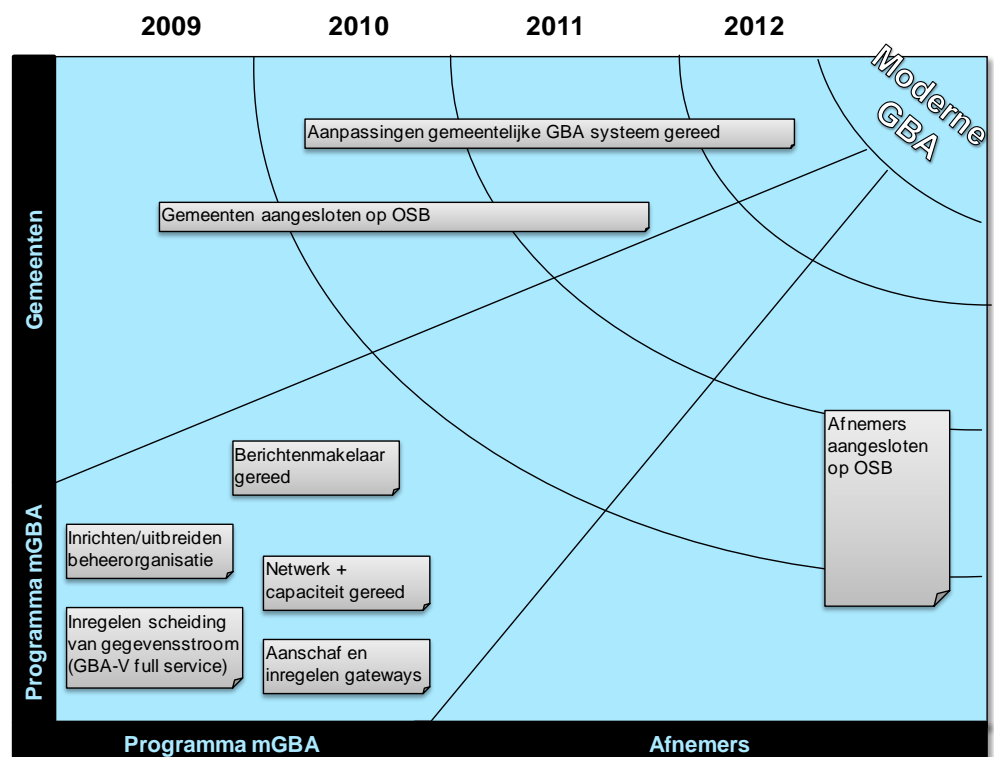 2009 2010 2011 2012
Moderne
GBA
Aanpassingen gemeentelijke GBA systeem gereed
Gemeenten aangesloten op OSB
Gemeenten
Afnemers
aangesloten
op OSB
Berichtenmakelaar
gereed
Inrichten/uitbreiden
beheerorganisatie
Netwerk +
capaciteit gereed
Inregelen scheiding
van gegevensstroom
(GBA-V full service)
Aanschaf en
inregelen gateways
Programma mGBA
Programma mGBA
Afnemers